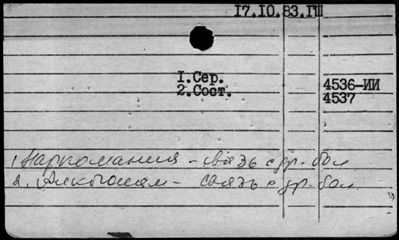 17.10.83.ГШ
1.Сер.
2.Сост.
4536-ИИ
4537
1. Наркомания - связь с др. бол
2. Алкоголизм - связь с др. бол.